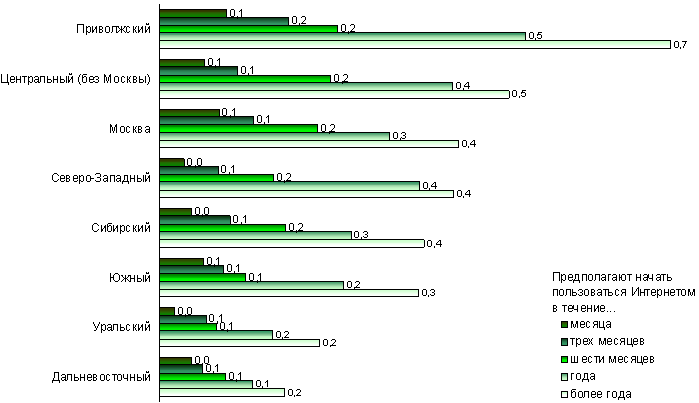 Приволжский
0,1
0,2
0,2
0,5
0,7
Центральный (без Москвы)
0,1
0,1
0,2
0,4
0,5
Москва
0,1
0,1
0,2
0,3
0,4
Северо-Западный
0,0
0,1
0,2
0,4
0,4
Сибирский
0,0
0,1
0,2
0,3
0,4
Южный
0,1
0,1
0,1
0,2
0,3
Уральский
0,0
0,1
0,1
0,2
0,2
Дальневосточный
0,0
0,1
0,1
0,1
0,2
Предполагают начать
пользоваться Интернетом
в течение...
месяца
трех месяцев
шести месяцев
года
более года